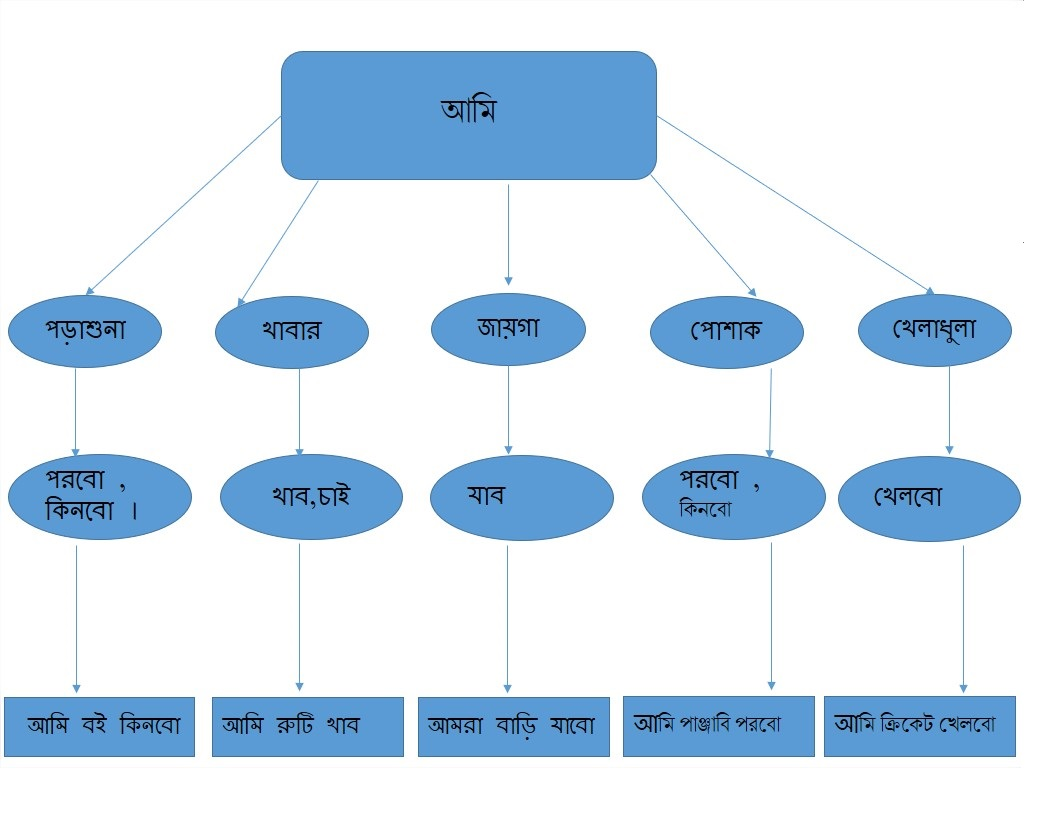 আমি
পড়াশুনা
খাবার
জায়গা
পোশাক
খেলাধুলা
পরবো ,
কিনবো ।
খাব,চাই
যাব
পরবো ,
কিনবো
খেলবো
আমি বই কিনবো
আমি রুটি খাব
আমরা বাড়ি যাবো
আমি পাঞ্জাবি পরবো
আমি ক্রিকেট খেলবো